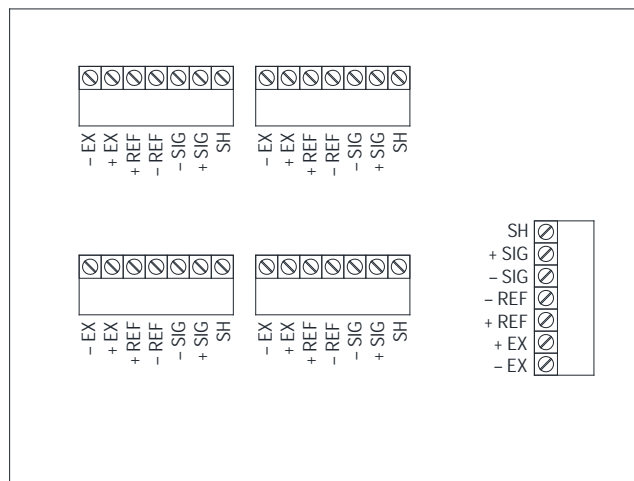 – EX
+ EX
+ REF
– REF
– SIG
+ SIG
SH
– EX
+ EX
+ REF
– REF
– SIG
+ SIG
SH
SH
+ SIG
– SIG
– REF
+ REF
+ EX
– EX
– EX
+ EX
+ REF
– REF
– SIG
+ SIG
SH
– EX
+ EX
+ REF
– REF
– SIG
+ SIG
SH